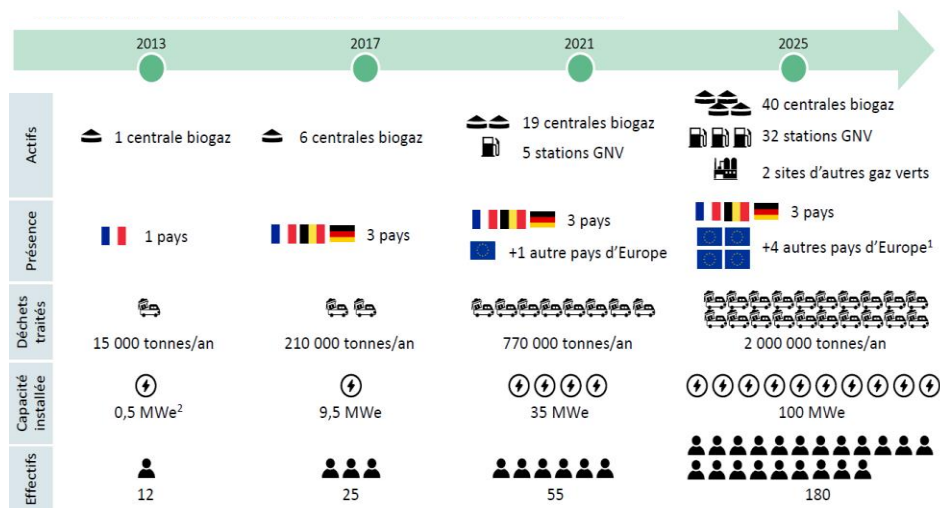 2013 2017 2021 2025
Actifs
1 centrale biogaz
6 centrales biogaz
19 centrales biogaz
5 stations GNV
40 centrales biogaz
32 stations GNV
2 sites d'autres gaz verts
Présence
1 pays
3 pays
3 pays
+1 autre pays d'Europe
3 pays
+4 autres pays d'Europe¹
Déchets
traités
15 000 tonnes/an
210 000 tonnes/an
770 000 tonnes/an
2 000 000 tonnes/an
Capacité
installée
0,5 MWe²
9,5 MWe
35 MWe
100 MWe
Effectifs
12
25
55
180